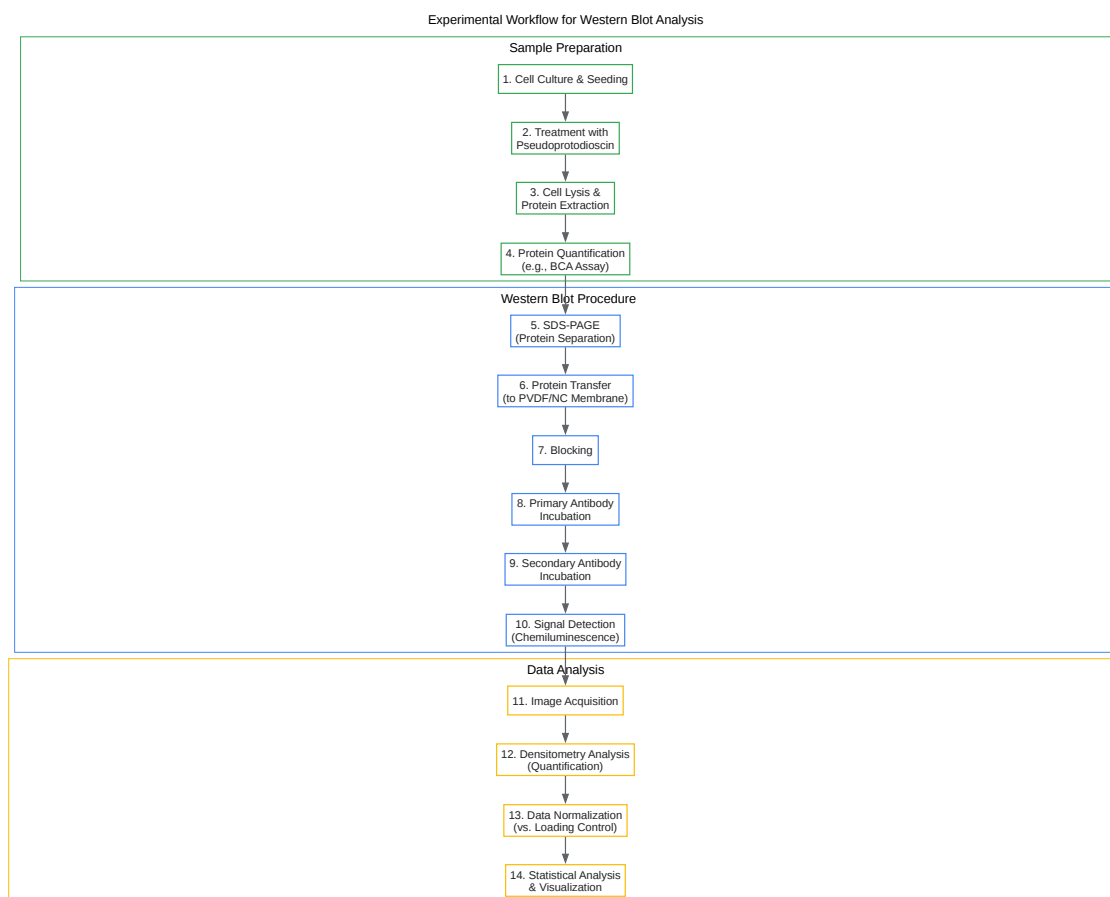 Experimental Workflow for Western Blot Analysis
Sample Preparation
1. Cell Culture & Seeding
2. Treatment with
Pseudoprotodioscin
3. Cell Lysis &
Protein Extraction
4. Protein Quantification
(e.g., BCA Assay)
Western Blot Procedure
5. SDS-PAGE
(Protein Separation)
6. Protein Transfer
(to PVDF/NC Membrane)
7. Blocking
8. Primary Antibody
Incubation
9. Secondary Antibody
Incubation
10. Signal Detection
(Chemiluminescence)
Data Analysis
11. Image Acquisition
12. Densitometry Analysis
(Quantification)
13. Data Normalization
(vs. Loading Control)
14. Statistical Analysis
& Visualization